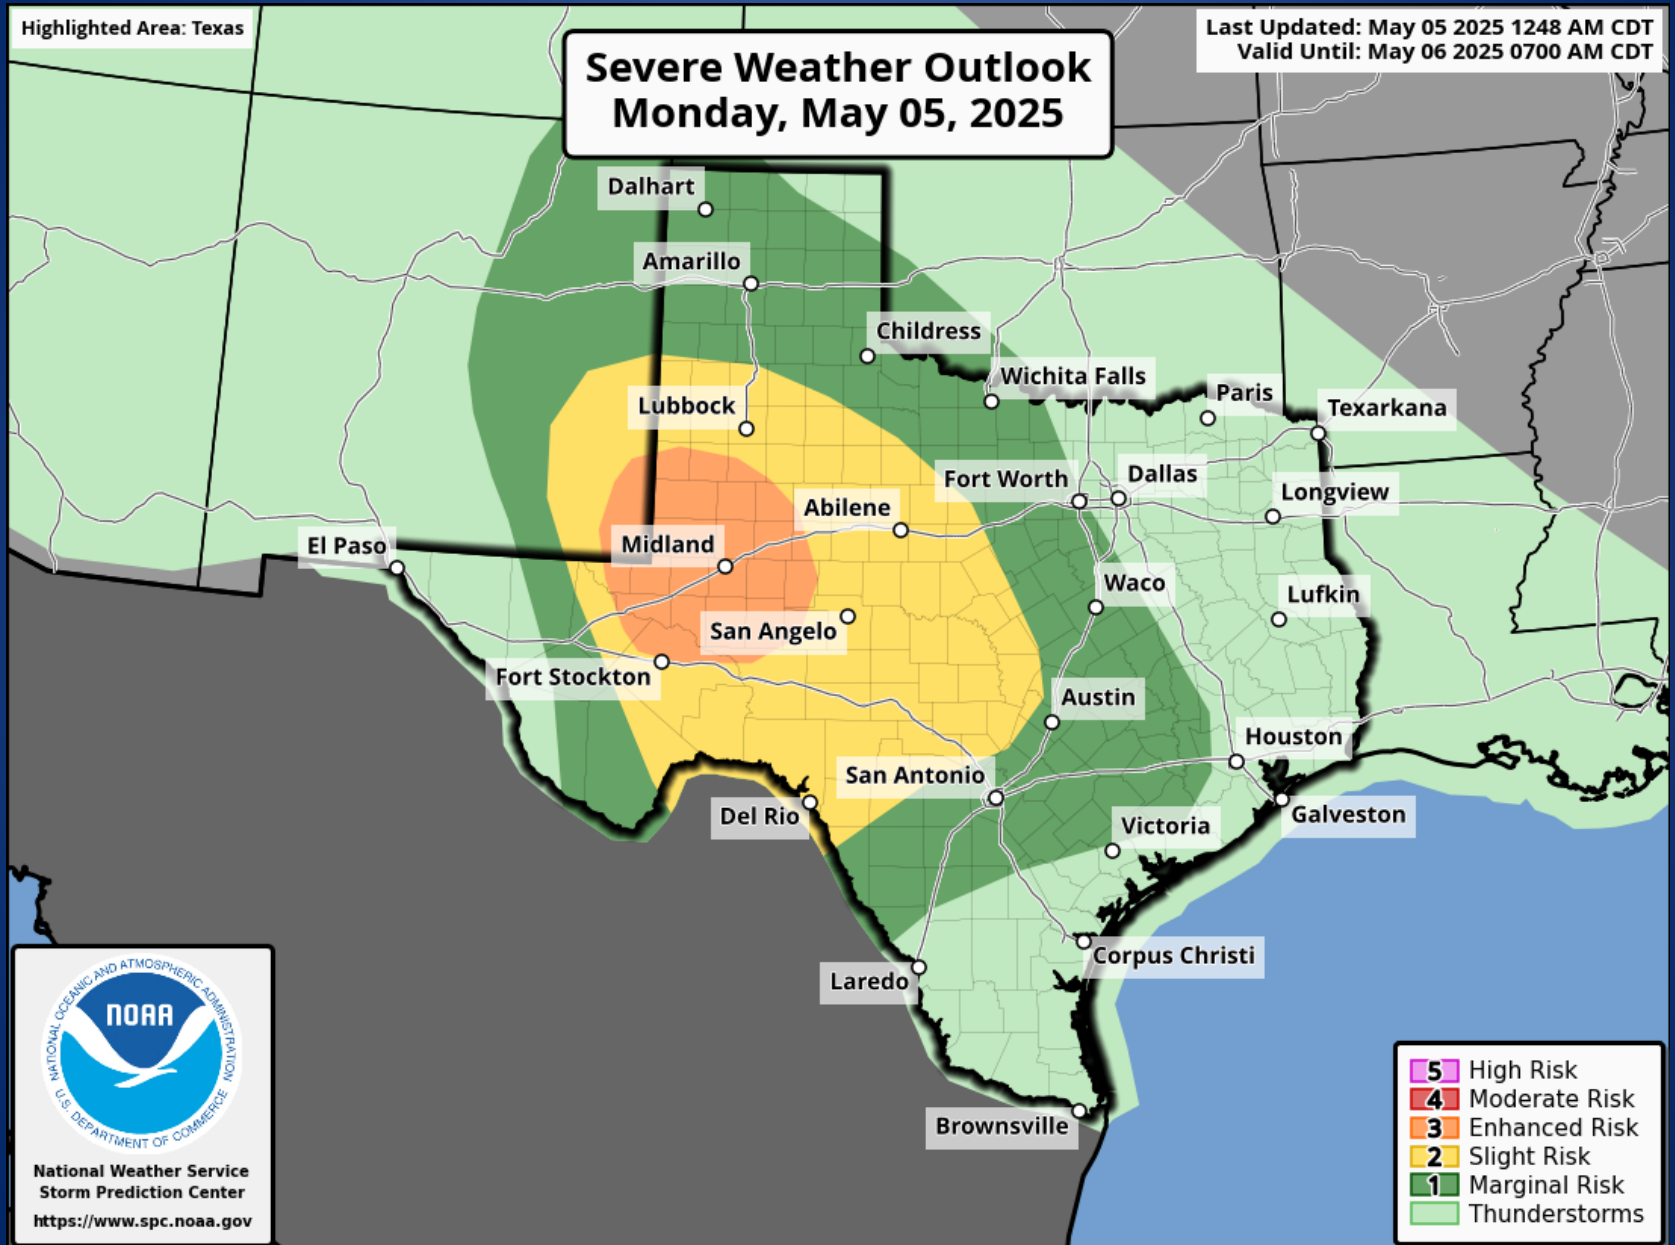 Highlighted Area: Texas
Severe Weather Outlook
Monday, May 05, 2025
Last Updated: May 05 2025 1248 AM CDT
Valid Until: May 06 2025 0700 AM CDT
Dalhart
Amarillo
Childress
Wichita Falls
Paris
Texarkana
Lubbock
Fort Worth
Dallas
Longview
Abilene
El Paso
Midland
Waco
Lufkin
San Angelo
Fort Stockton
Austin
Houston
San Antonio
Del Rio
Galveston
Victoria
Corpus Christi
Laredo
Brownsville
NATIONAL OCEANIC AND ATMOSPHERIC ADMINISTRATION
NOAA
U.S. DEPARTMENT OF COMMERCE
National Weather Service
Storm Prediction Center
https://www.spc.noaa.gov
5 High Risk
4 Moderate Risk
3 Enhanced Risk
2 Slight Risk
1 Marginal Risk
Thunderstorms